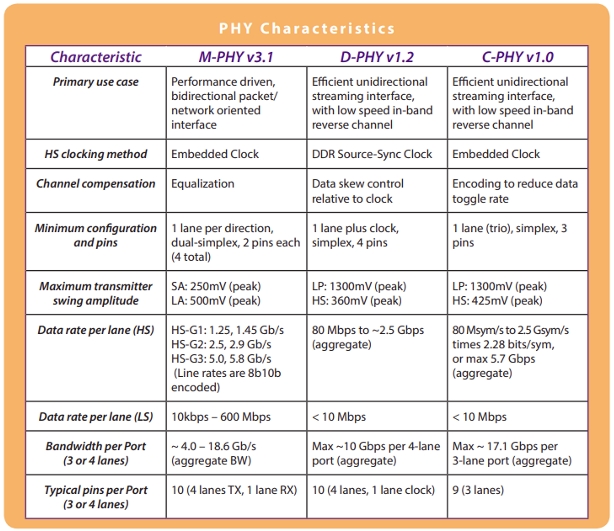 PHY Characteristics
Characteristic M-PHY v3.1 D-PHY v1.2 C-PHY v1.0
Primary use case
Performance driven,
bidirectional packet/
network oriented
interface
Efficient unidirectional
streaming interface,
with low speed in-band
reverse channel
Efficient unidirectional
streaming interface,
with low speed in-band
reverse channel
HS clocking method
Embedded Clock
DDR Source-Sync Clock
Embedded Clock
Channel compensation
Equalization
Data skew control
relative to clock
Encoding to reduce data
toggle rate
Minimum configuration
and pins
1 lane per direction,
dual-simplex, 2 pins each
(4 total)
1 lane plus clock,
simplex, 4 pins
1 lane (trio), simplex, 3
pins
Maximum transmitter
swing amplitude
SA: 250mV (peak)
LA: 500mV (peak)
LP: 1300mV (peak)
HS: 360mV (peak)
LP: 1300mV (peak)
HS: 425mV (peak)
Data rate per lane (HS)
HS-G1: 1.25, 1.45 Gb/s
HS-G2: 2.5, 2.9 Gb/s
HS-G3: 5.0, 5.8 Gb/s
(Line rates are 8b10b
encoded)
80 Mbps to ~2.5 Gbps
(aggregate)
80 Msym/s to 2.5 Gsym/s
times 2.28 bits/sym,
or max 5.7 Gbps
(aggregate)
Data rate per lane (LS)
10kbps – 600 Mbps
< 10 Mbps
< 10 Mbps
Bandwidth per Port
(3 or 4 lanes)
~ 4.0 – 18.6 Gb/s
(aggregate BW)
Max ~10 Gbps per 4-lane
port (aggregate)
Max ~ 17.1 Gbps per
3-lane port (aggregate)
Typical pins per Port
(3 or 4 lanes)
10 (4 lanes TX, 1 lane RX)
10 (4 lanes, 1 lane clock)
9 (3 lanes)